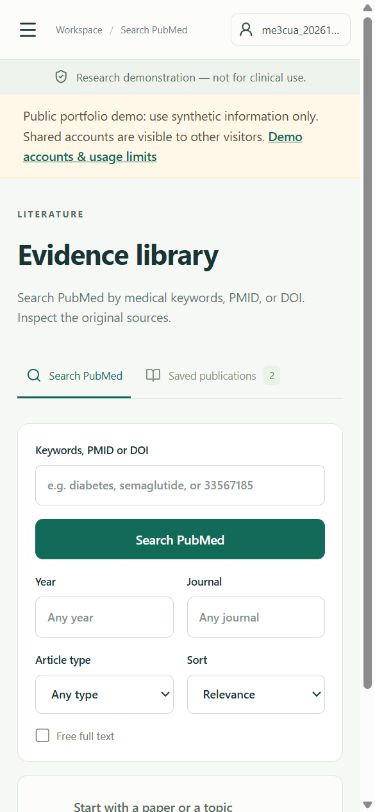 Workspace / Search PubMed
me3cua_20261...
Research demonstration — not for clinical use.
Public portfolio demo: use synthetic information only.
Shared accounts are visible to other visitors. Demo
accounts & usage limits
LITERATURE
Evidence library
Search PubMed by medical keywords, PMID, or DOI.
Inspect the original sources.
Search PubMed
Saved publications 2
Keywords, PMID or DOI
e.g. diabetes, semaglutide, or 33567185
Search PubMed
Year
Journal
Any year
Any journal
Article type
Sort
Any type
Relevance
Free full text
Start with a paper or a topic